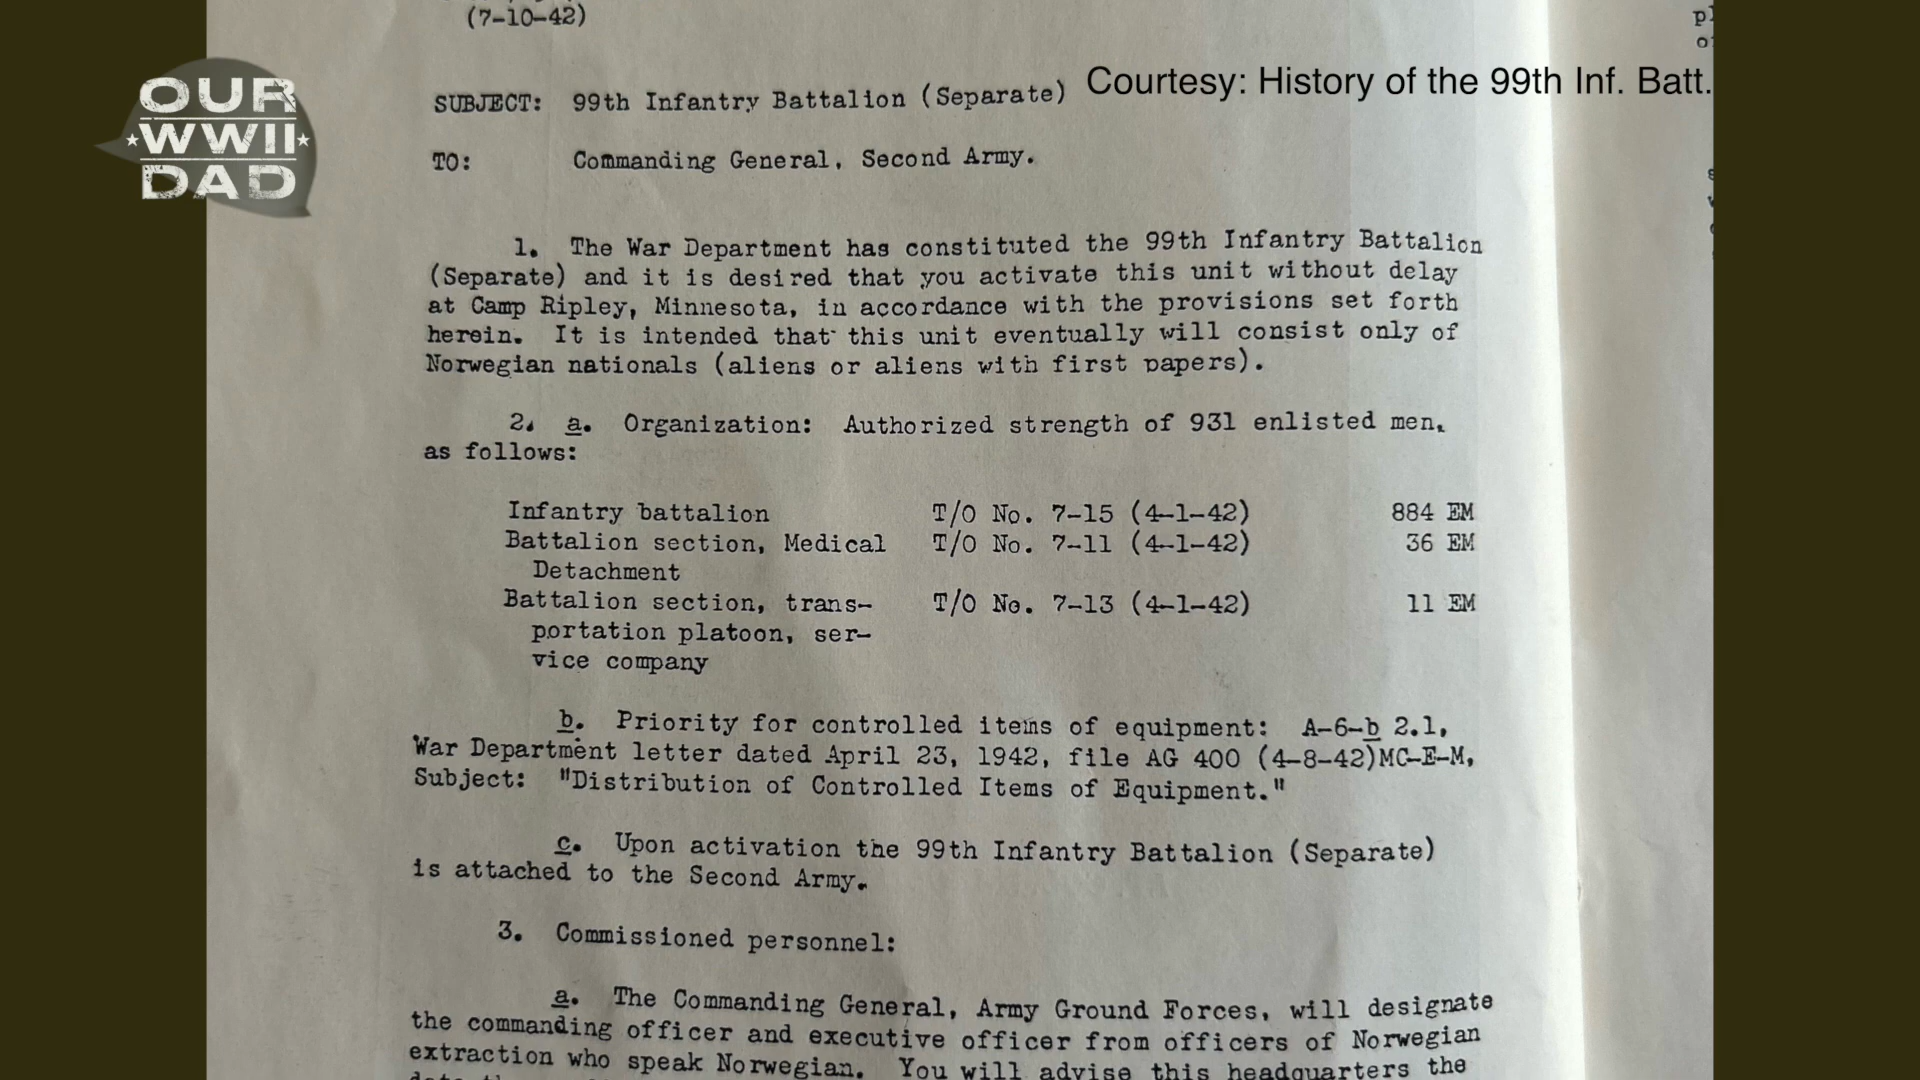 (7-10-42)
OUR
WWII
DAD
Courtesy: History of the 99th Inf. Batt.
SUBJECT: 99th Infantry Battalion (Separate)
TO: Commanding General, Second Army.
1. The War Department has constituted the 99th Infantry Battalion
(Separate) and it is desired that you activate this unit without delay
at Camp Ripley, Minnesota, in accordance with the provisions set forth
herein. It is intended that this unit eventually will consist only of
Norwegian nationals (aliens or aliens with first papers).
2. a. Organization: Authorized strength of 931 enlisted men,
as follows:
Infantry battalion T/O No. 7-15 (4-1-42) 884 EM
Battalion section, Medical T/O No. 7-11 (4-1-42) 36 EM
Detachment
Battalion section, trans- T/O No. 7-13 (4-1-42) 11 EM
portation platoon, ser-
vice company
b. Priority for controlled items of equipment: A-6-b 2.1,
War Department letter dated April 23, 1942, file AG 400 (4-8-42)MC-E-M,
Subject: "Distribution of Controlled Items of Equipment."
c. Upon activation the 99th Infantry Battalion (Separate)
is attached to the Second Army.
3. Commissioned personnel:
a. The Commanding General, Army Ground Forces, will designate
the commanding officer and executive officer from officers of Norwegian
extraction who speak Norwegian. You will advise this headquarters the